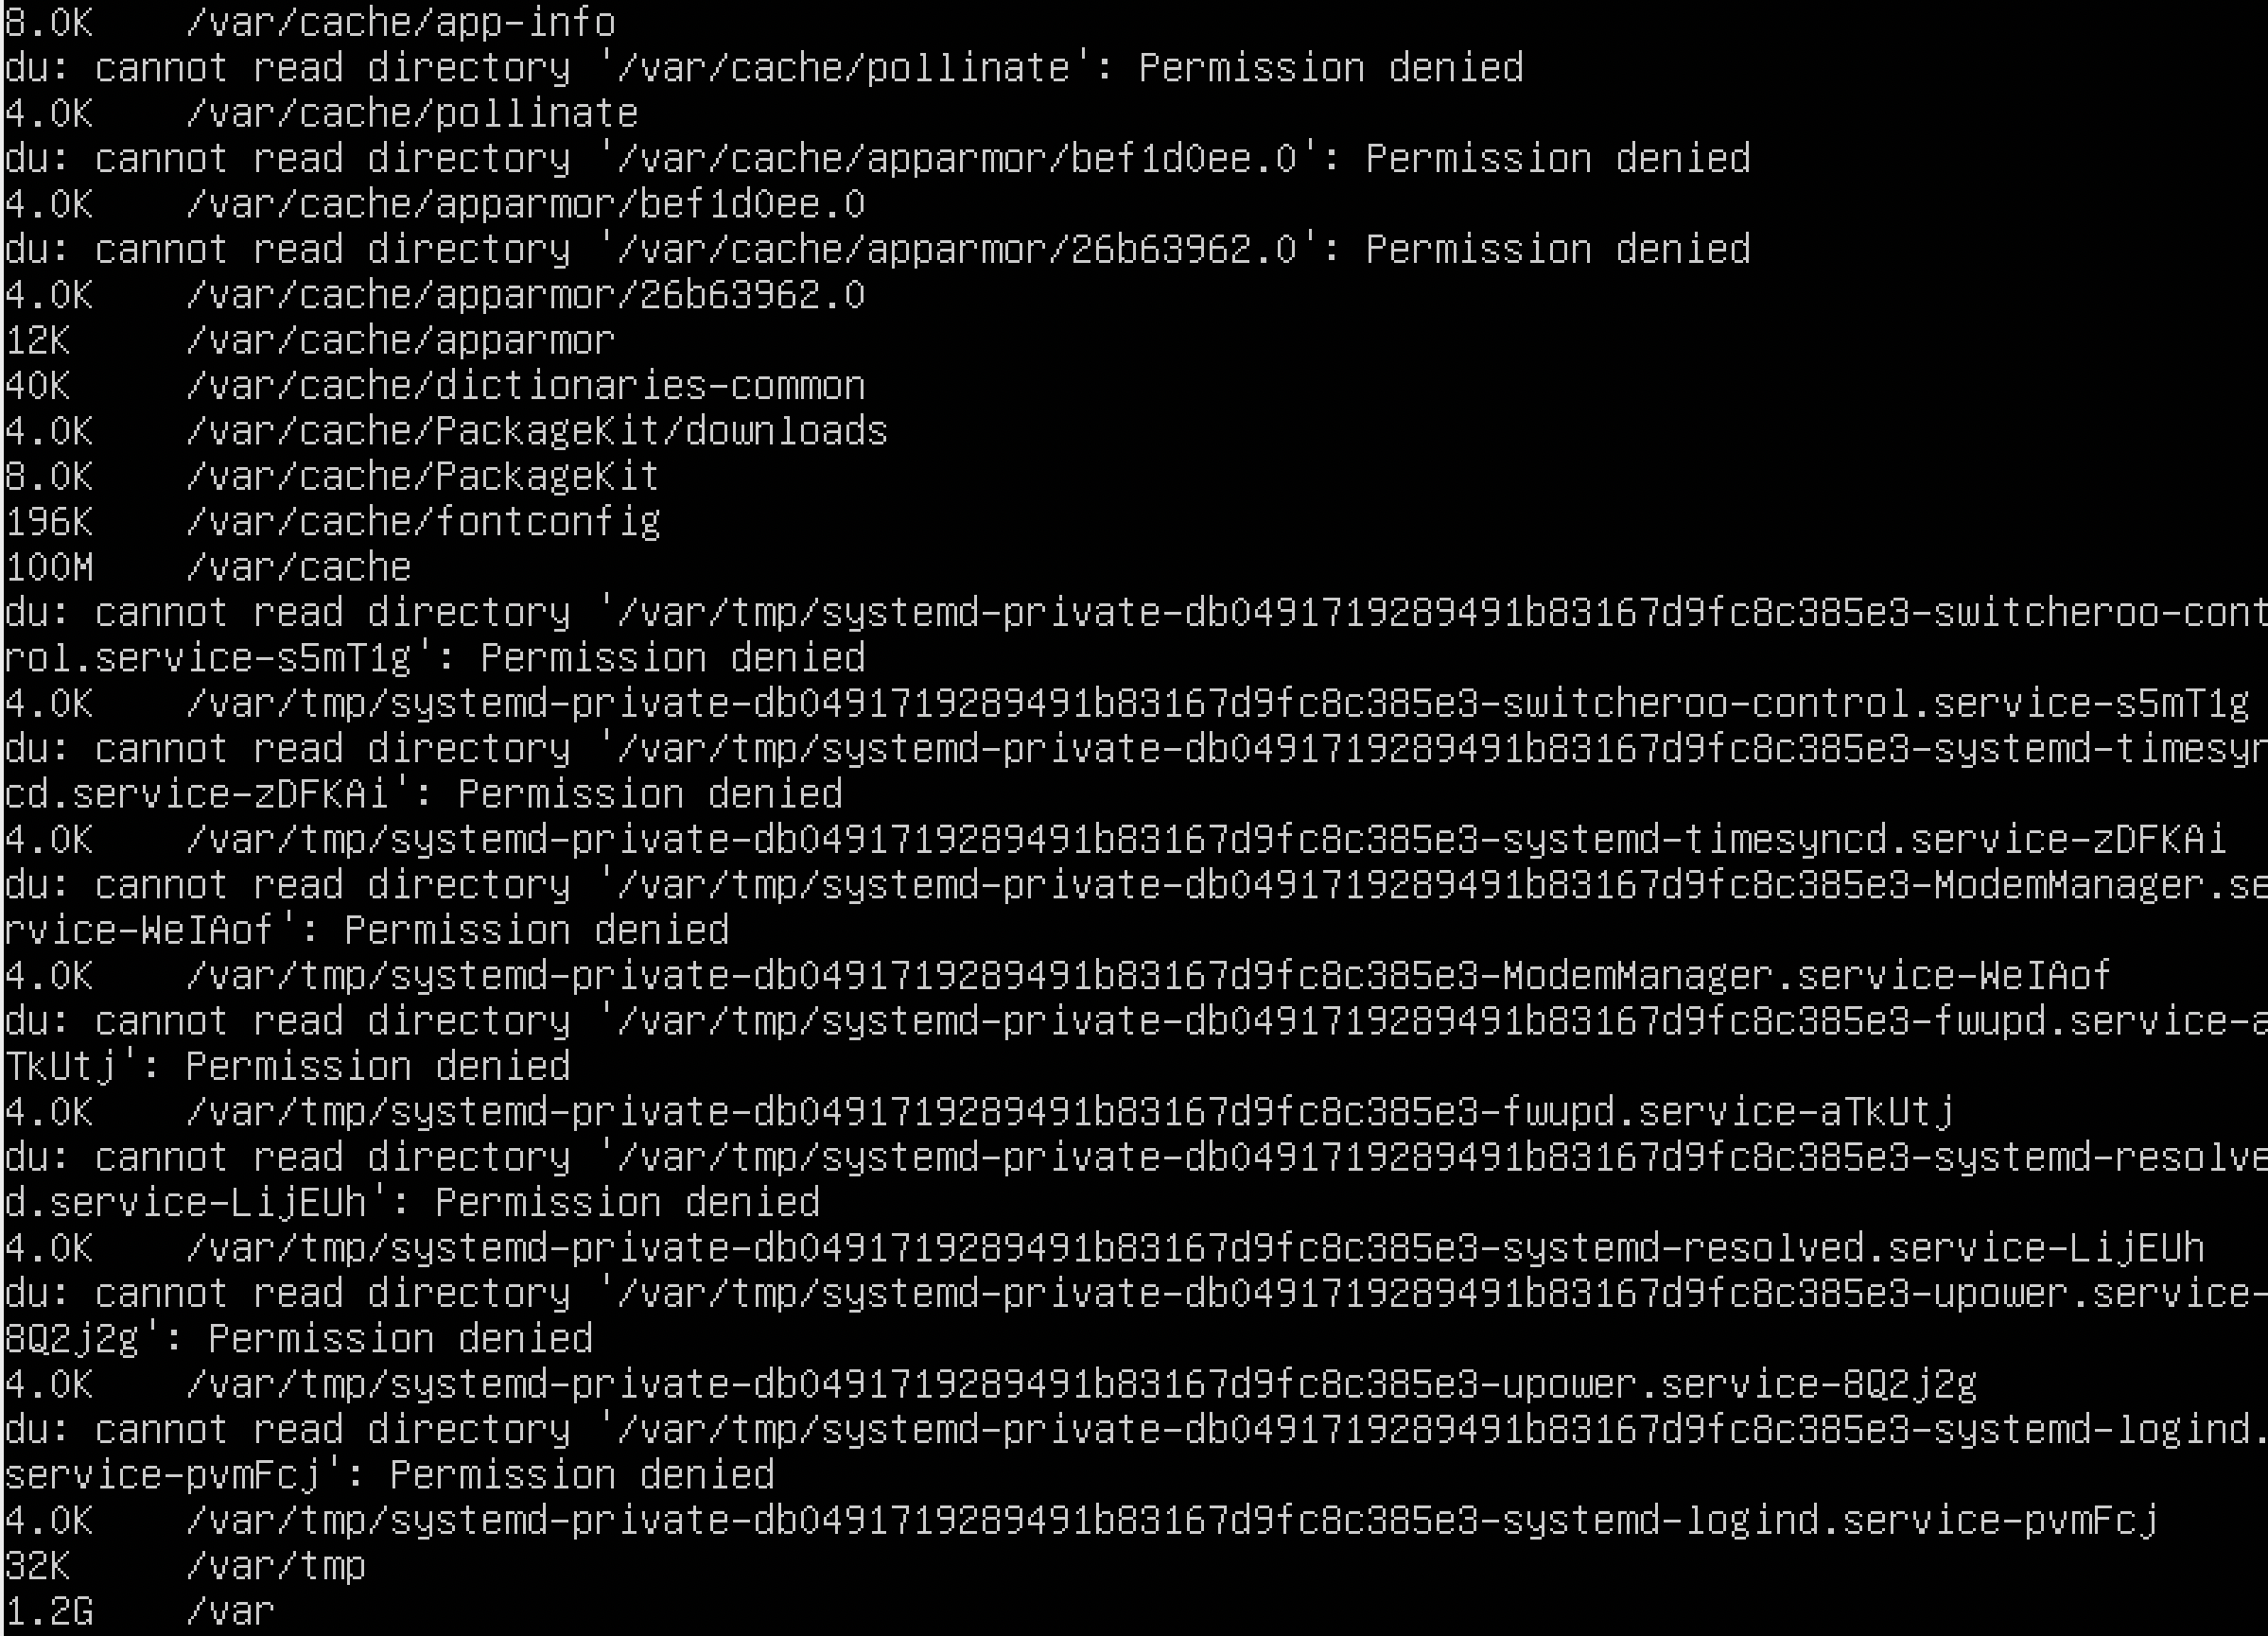 8.0K    /var/cache/app-info
du: cannot read directory '/var/cache/pollinate': Permission denied
4.0K    /var/cache/pollinate
du: cannot read directory '/var/cache/apparmor/bef1d0ee.0': Permission denied
4.0K    /var/cache/apparmor/bef1d0ee.0
du: cannot read directory '/var/cache/apparmor/26b63962.0': Permission denied
4.0K    /var/cache/apparmor/26b63962.0
12K     /var/cache/apparmor
40K     /var/cache/dictionaries-common
4.0K    /var/cache/PackageKit/downloads
8.0K    /var/cache/PackageKit
196K    /var/cache/fontconfig
100M    /var/cache
du: cannot read directory '/var/tmp/systemd-private-db0491719289491b83167d9fc8c385e3-switcheroo-cont
rol.service-s5mT1g': Permission denied
4.0K    /var/tmp/systemd-private-db0491719289491b83167d9fc8c385e3-switcheroo-control.service-s5mT1g
du: cannot read directory '/var/tmp/systemd-private-db0491719289491b83167d9fc8c385e3-systemd-timesyn
cd.service-zDFKAi': Permission denied
4.0K    /var/tmp/systemd-private-db0491719289491b83167d9fc8c385e3-systemd-timesyncd.service-zDFKAi
du: cannot read directory '/var/tmp/systemd-private-db0491719289491b83167d9fc8c385e3-ModemManager.se
rvice-WeIAof': Permission denied
4.0K    /var/tmp/systemd-private-db0491719289491b83167d9fc8c385e3-ModemManager.service-WeIAof
du: cannot read directory '/var/tmp/systemd-private-db0491719289491b83167d9fc8c385e3-fwupd.service-a
TkUtj': Permission denied
4.0K    /var/tmp/systemd-private-db0491719289491b83167d9fc8c385e3-fwupd.service-aTkUtj
du: cannot read directory '/var/tmp/systemd-private-db0491719289491b83167d9fc8c385e3-systemd-resolve
d.service-LijEUh': Permission denied
4.0K    /var/tmp/systemd-private-db0491719289491b83167d9fc8c385e3-systemd-resolved.service-LijEUh
du: cannot read directory '/var/tmp/systemd-private-db0491719289491b83167d9fc8c385e3-upower.service-
8Q2j2g': Permission denied
4.0K    /var/tmp/systemd-private-db0491719289491b83167d9fc8c385e3-upower.service-8Q2j2g
du: cannot read directory '/var/tmp/systemd-private-db0491719289491b83167d9fc8c385e3-systemd-logind.
service-pvmFcj': Permission denied
4.0K    /var/tmp/systemd-private-db0491719289491b83167d9fc8c385e3-systemd-logind.service-pvmFcj
32K     /var/tmp
1.2G    /var